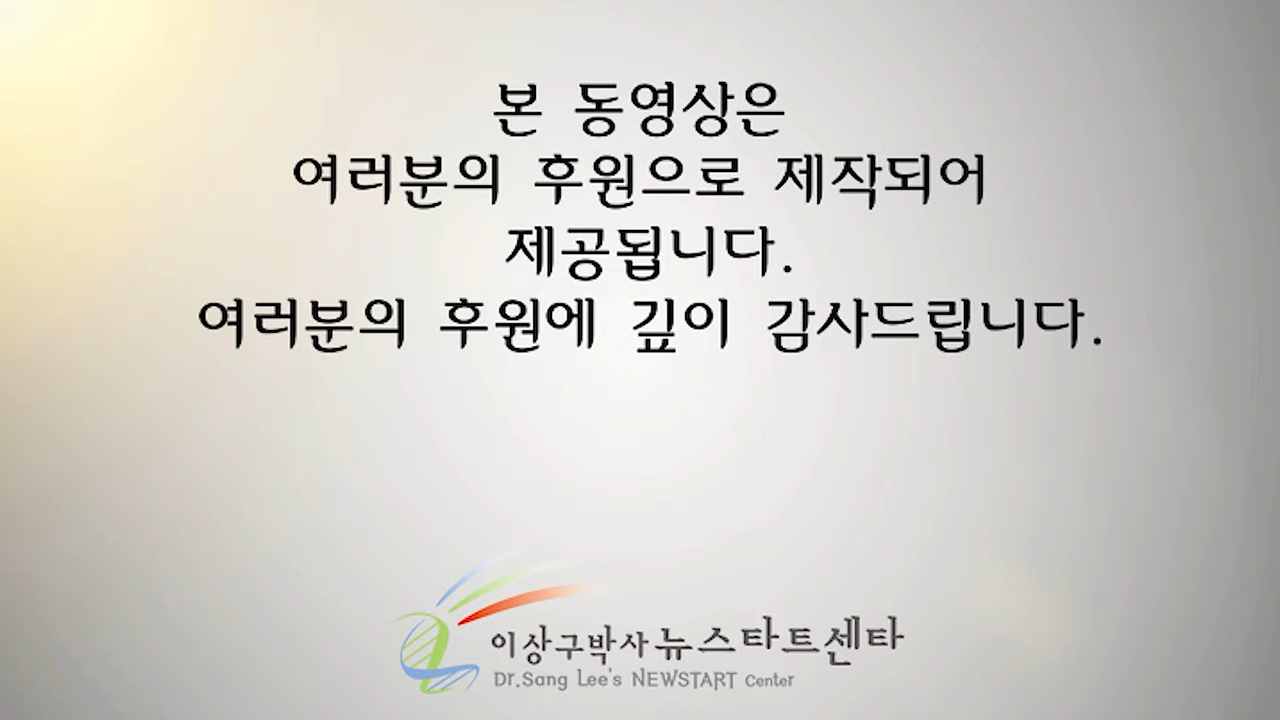 본 동영상은
여러분의 후원으로 제작되어
제공됩니다.
여러분의 후원에 깊이 감사드립니다.
이상구박사 뉴스타트센타
Dr.Sang Lee's NEWSTART Center